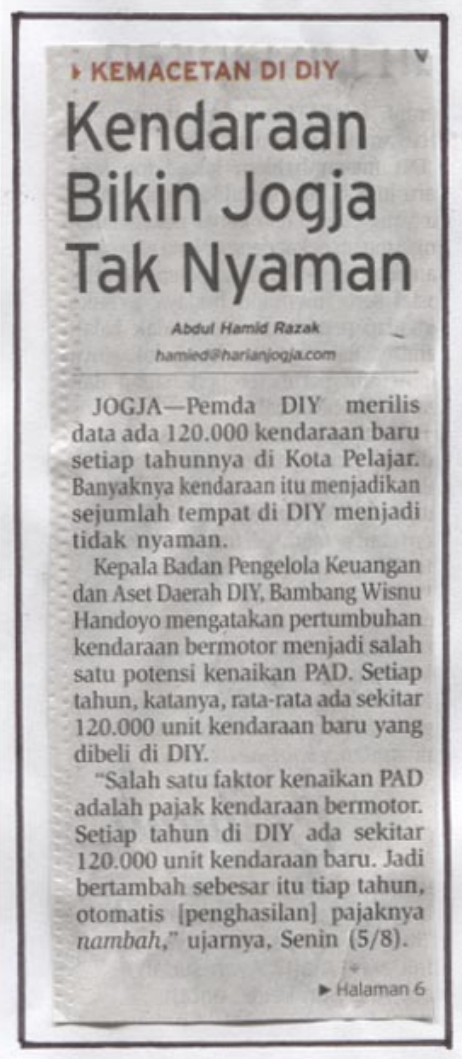 ▸ KEMACETAN DI DIY
Kendaraan
Bikin Jogja
Tak Nyaman
Abdul Hamid Razak
hamied@harianjogja.com
JOGJA—Pemda DIY merilis
data ada 120.000 kendaraan baru
setiap tahunnya di Kota Pelajar.
Banyaknya kendaraan itu menjadikan
sejumlah tempat di DIY menjadi
tidak nyaman.
Kepala Badan Pengelola Keuangan
dan Aset Daerah DIY, Bambang Wisnu
Handoyo mengatakan pertumbuhan
kendaraan bermotor menjadi salah
satu potensi kenaikan PAD. Setiap
tahun, katanya, rata-rata ada sekitar
120.000 unit kendaraan baru yang
dibeli di DIY.
“Salah satu faktor kenaikan PAD
adalah pajak kendaraan bermotor.
Setiap tahun di DIY ada sekitar
120.000 unit kendaraan baru. Jadi
bertambah sebesar itu tiap tahun,
otomatis [penghasilan] pajaknya
nambah,” ujarnya, Senin (5/8).
▸ Halaman 6